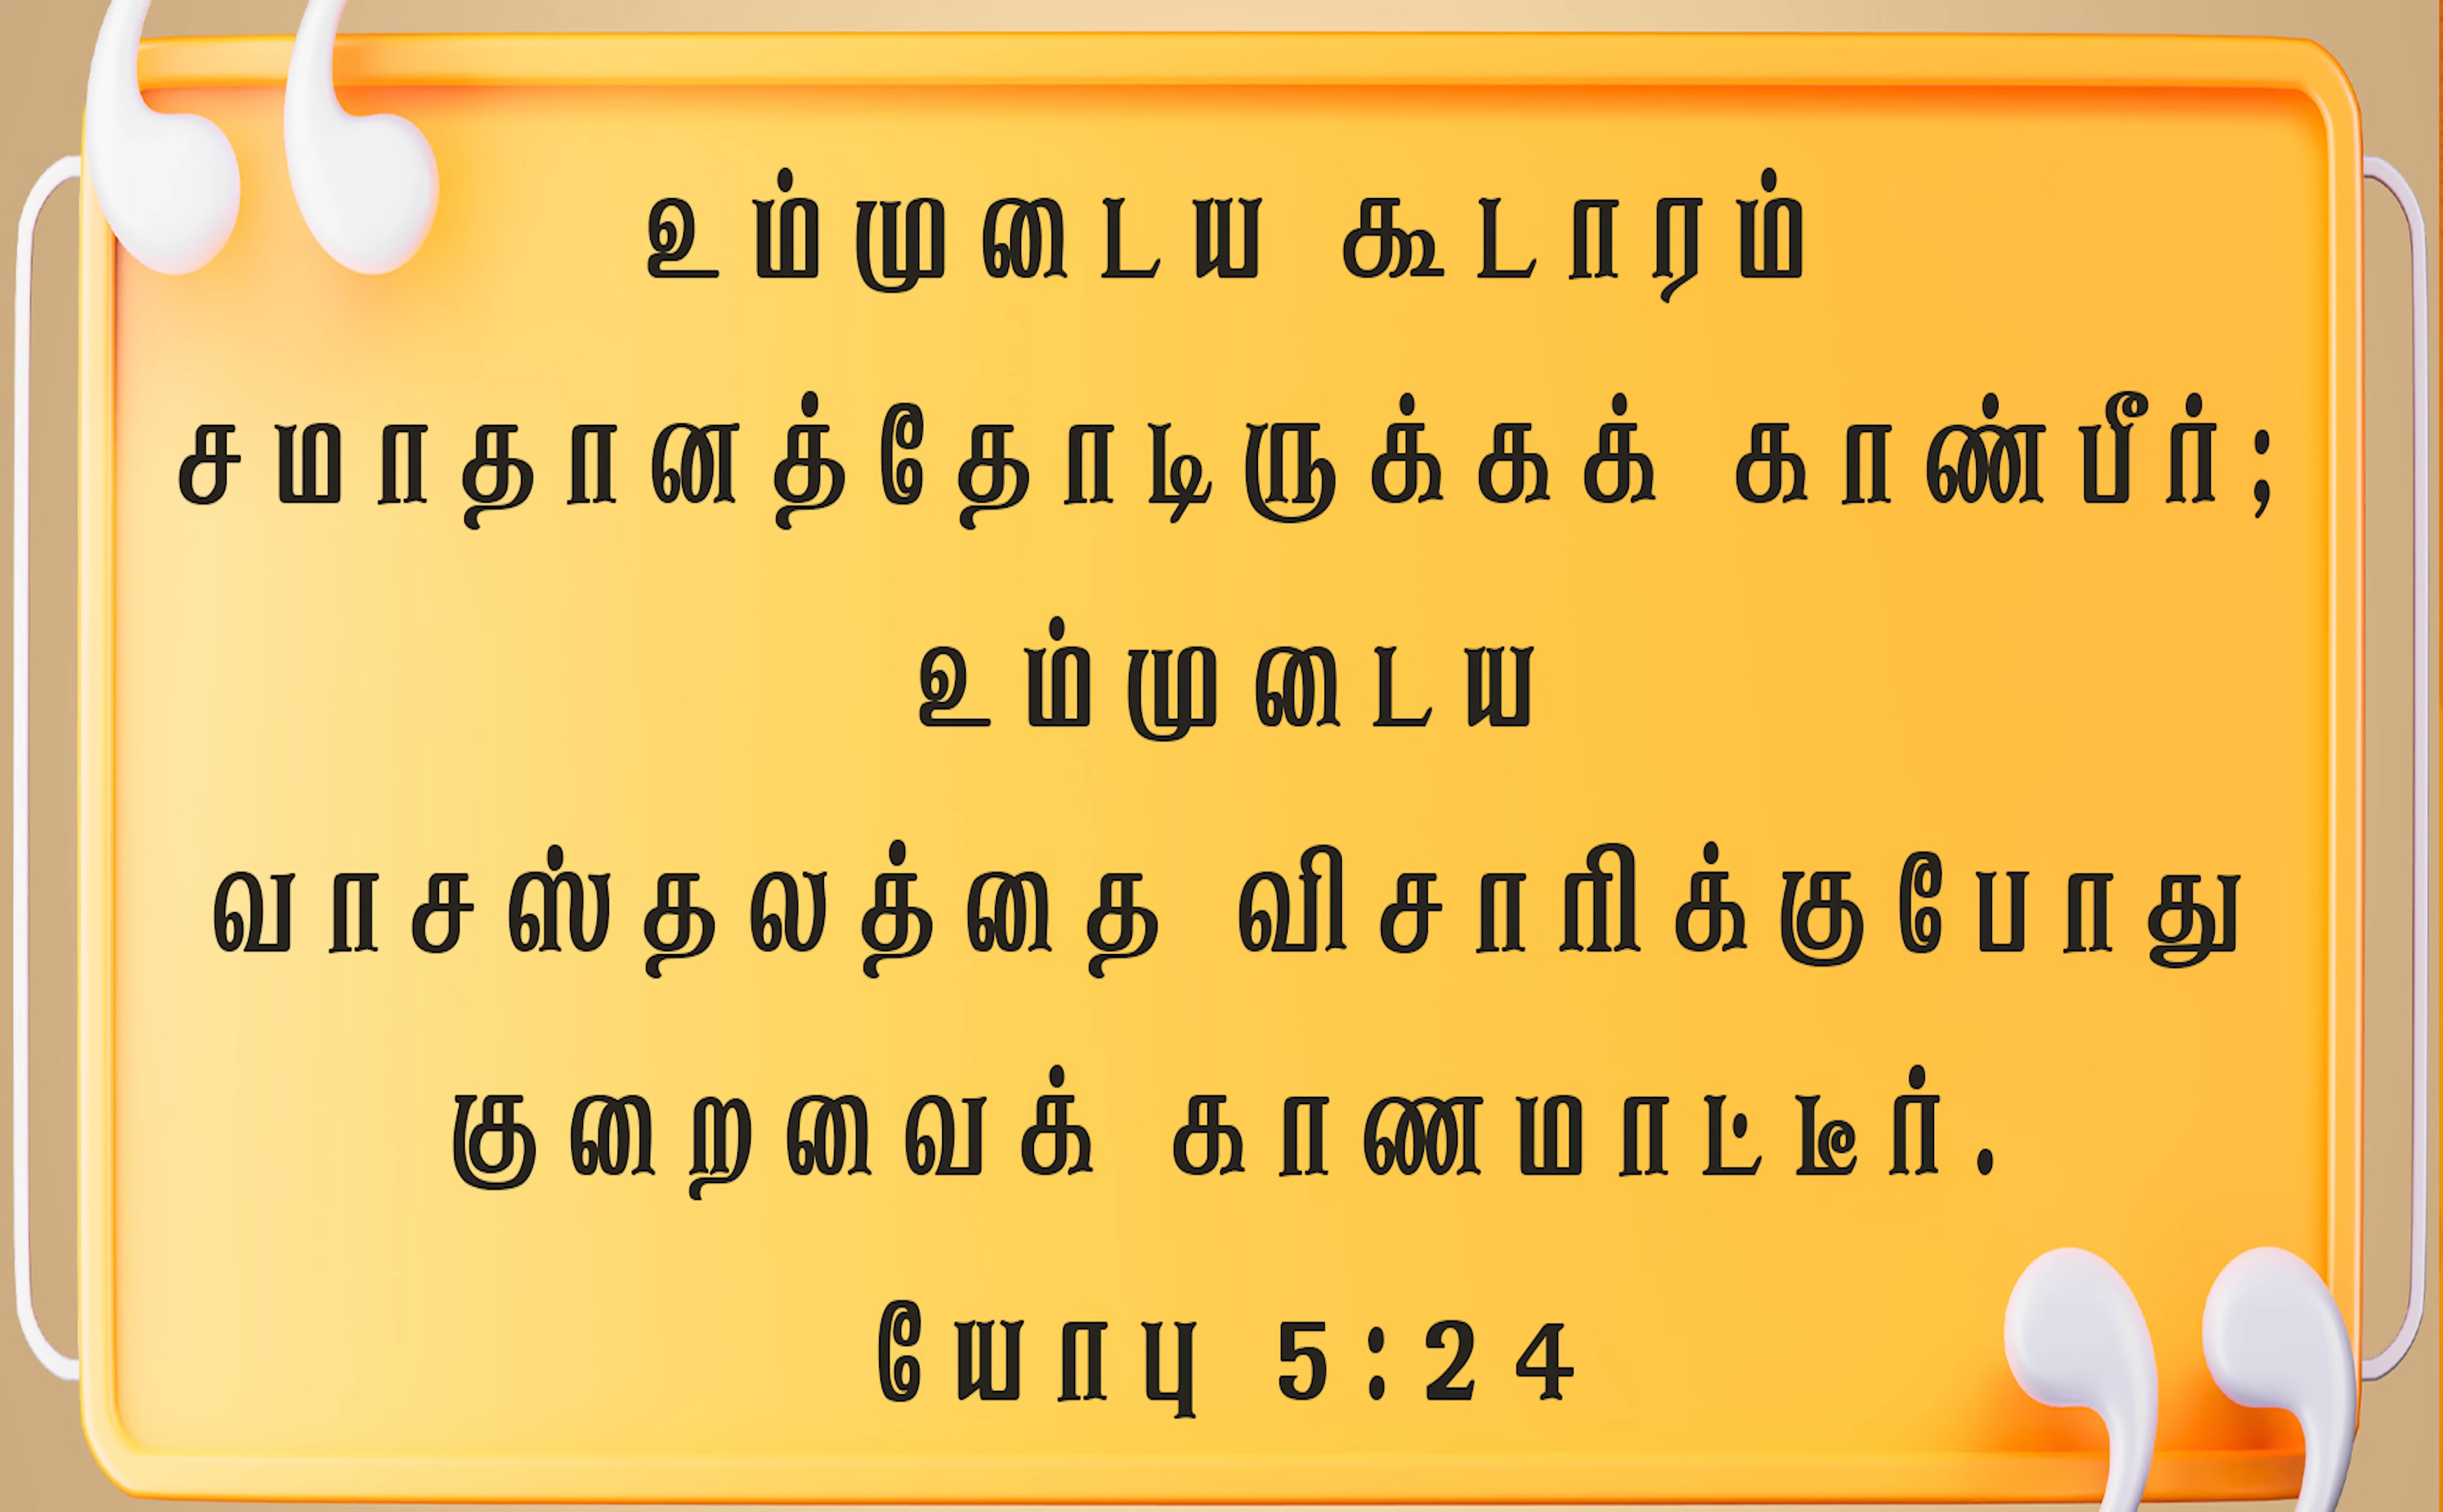 உம்முடைய கூடாரம்
சமாதானத்தோடிருக்கக் காண்பீர்;
உம்முடைய
வாசஸ்தலத்தை விசாரிக்குபோது
குறைவைக் காணமாட்டீர்.
யோபு 5:24